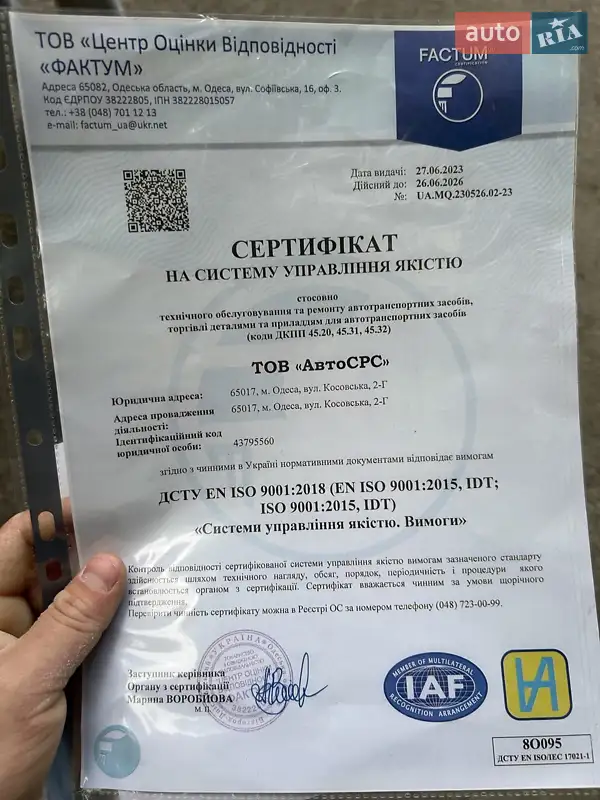 ТОВ «Центр Оцінки Відповідності
«ФАКТУМ»
Адреса 65082, Одеська область, м. Одеса, вул. Софіївська, 16, оф. 3.
Код ЄДРПОУ 38222805, ІПН 382228015057
тел.: +38 (048) 701 12 13
e-mail: factum_ua@ukr.net
FACTUM
CERTIFICATION
auto RIA .com
Дата видачі: 27.06.2023
Дійсний до: 26.06.2026
№: UA.MQ.230526.02-23
СЕРТИФІКАТ
НА СИСТЕМУ УПРАВЛІННЯ ЯКІСТЮ
стосовно
технічного обслуговування та ремонту автотранспортних засобів,
торгівлі деталями та приладдям для автотранспортних засобів
(коди ДКПП 45.20, 45.31, 45.32)
ТОВ «АвтоСРС»
Юридична адреса: 65017, м. Одеса, вул. Косовська, 2-Г
Адреса провадження 65017, м. Одеса, вул. Косовська, 2-Г
діяльності:
Ідентифікаційний код 43795560
юридичної особи:
згідно з чинними в Україні нормативними документами відповідає вимогам
ДСТУ EN ISO 9001:2018 (EN ISO 9001:2015, IDT;
ISO 9001:2015, IDT)
«Системи управління якістю. Вимоги»
Контроль відповідності сертифікованої системи управління якістю вимогам зазначеного стандарту
здійснюється шляхом технічного нагляду, обсяг, порядок, періодичність і процедури якого
встановлюється органом з сертифікації. Сертифікат вважається чинним за умови щорічного
підтвердження.
Перевірити чинність сертифікату можна в Реєстрі ОС за номером телефону (048) 723-00-99.
Заступник керівника
Органу з сертифікації
Марина ВОРОБЙОВА
м.п.
MEMBER OF MULTILATERAL
IAF
RECOGNITION ARRANGEMENT
8О095
ДСТУ EN ISO/IEC 17021-1